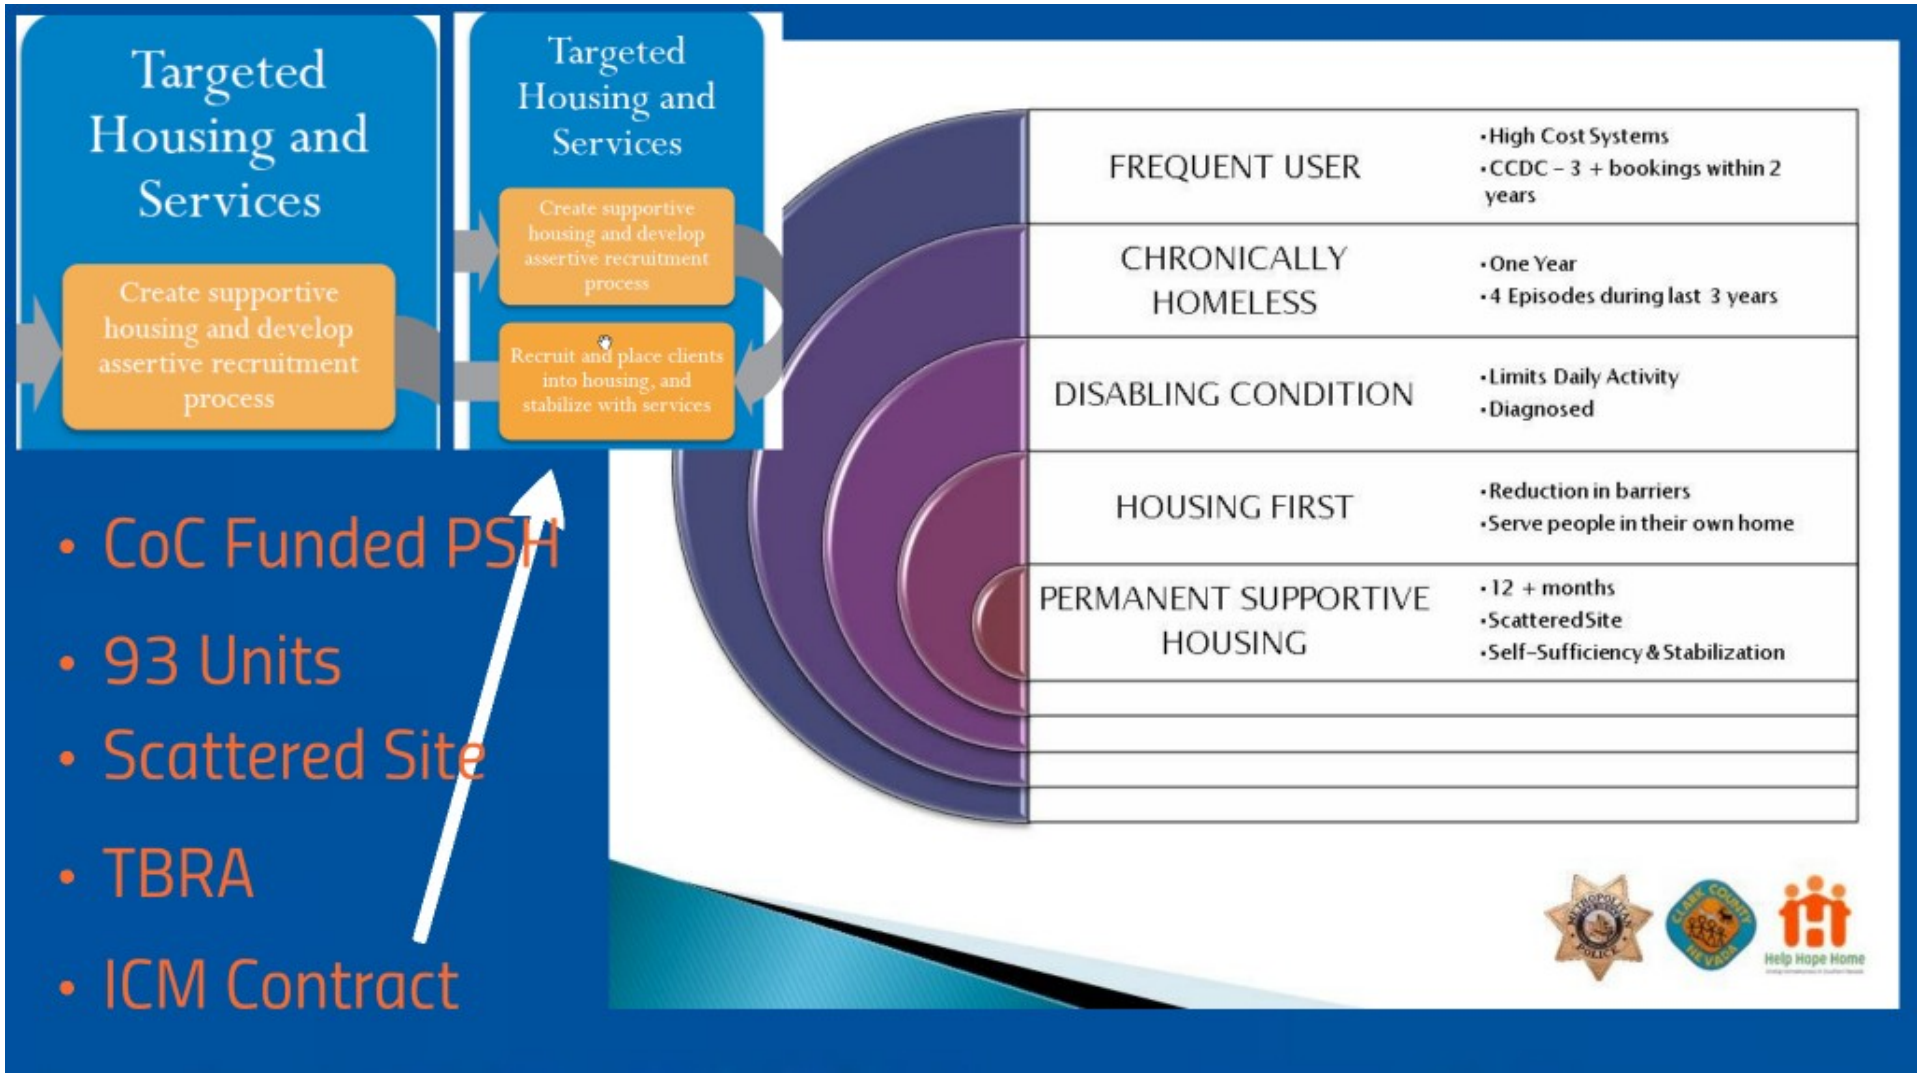 Targeted
Housing and
Services
Create supportive
housing and develop
assertive recruitment
process
Targeted
Housing and
Services
Create supportive
housing and develop
assertive recruitment
process
Recruit and place clients
into housing, and
stabilize with services
• CoC Funded PSH
• 93 Units
• Scattered Site
• TBRA
• ICM Contract
FREQUENT USER
•High Cost Systems
•CCDC – 3 + bookings within 2
years
CHRONICALLY
HOMELESS
•One Year
•4 Episodes during last 3 years
DISABLING CONDITION
•Limits Daily Activity
•Diagnosed
HOUSING FIRST
•Reduction in barriers
•Serve people in their own home
PERMANENT SUPPORTIVE
HOUSING
•12 + months
•Scattered Site
•Self-Sufficiency & Stabilization
METROPOLITAN
POLICE
CLARK COUNTY
NEVADA
Help Hope Home